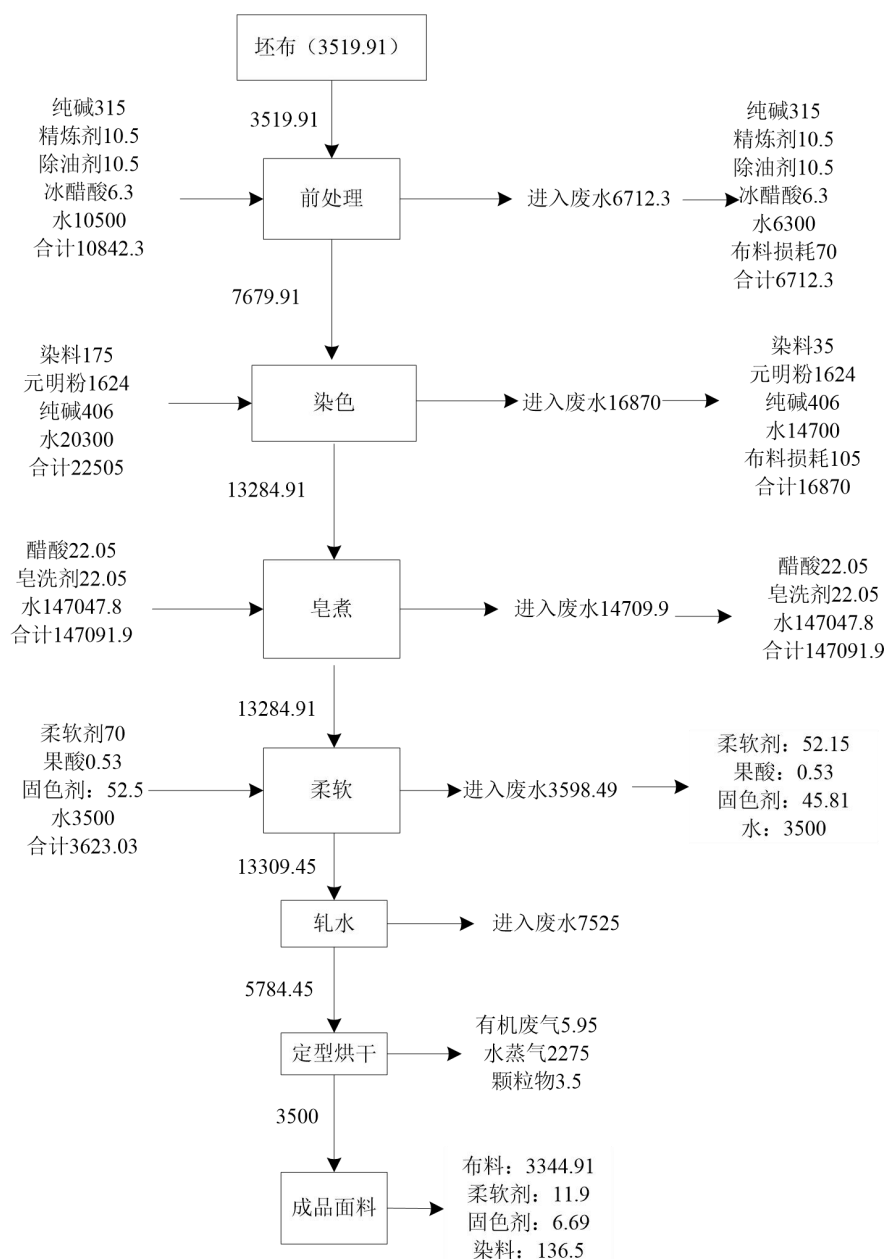 坯布（3519.91）
3519.91
纯碱315
精炼剂10.5
除油剂10.5
冰醋酸6.3
水10500
合计10842.3
前处理
进入废水6712.3
纯碱315
精炼剂10.5
除油剂10.5
冰醋酸6.3
水6300
布料损耗70
合计6712.3
7679.91
染料175
元明粉1624
纯碱406
水20300
合计22505
染色
进入废水16870
染料35
元明粉1624
纯碱406
水14700
布料损耗105
合计16870
13284.91
醋酸22.05
皂洗剂22.05
水147047.8
合计147091.9
皂煮
进入废水14709.9
醋酸22.05
皂洗剂22.05
水147047.8
合计147091.9
13284.91
柔软剂70
果酸0.53
固色剂：52.5
水3500
合计3623.03
柔软
进入废水3598.49
柔软剂：52.15
果酸：0.53
固色剂：45.81
水：3500
13309.45
轧水
进入废水7525
5784.45
定型烘干
有机废气5.95
水蒸气2275
颗粒物3.5
3500
成品面料
布料：3344.91
柔软剂：11.9
固色剂：6.69
染料：136.5